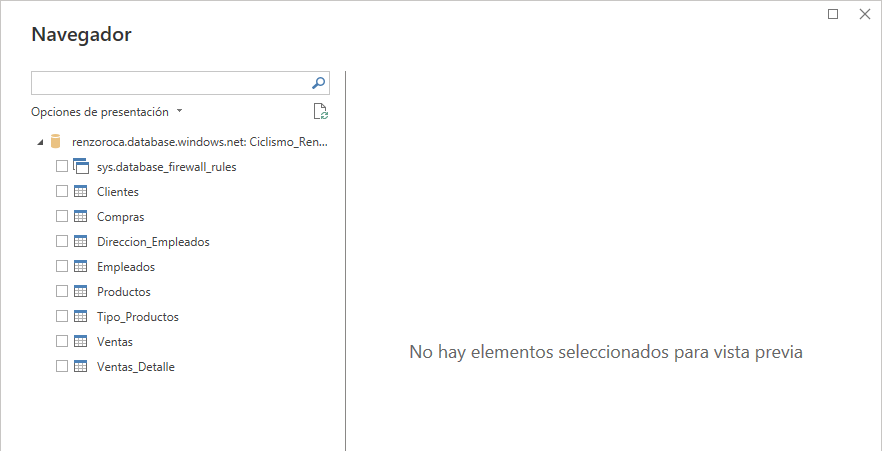 Navegador
Opciones de presentación
renzoroca.database.windows.net: Ciclismo_Ren...
sys.database_firewall_rules
Clientes
Compras
Direccion_Empleados
Empleados
Productos
Tipo_Productos
Ventas
Ventas_Detalle
No hay elementos seleccionados para vista previa